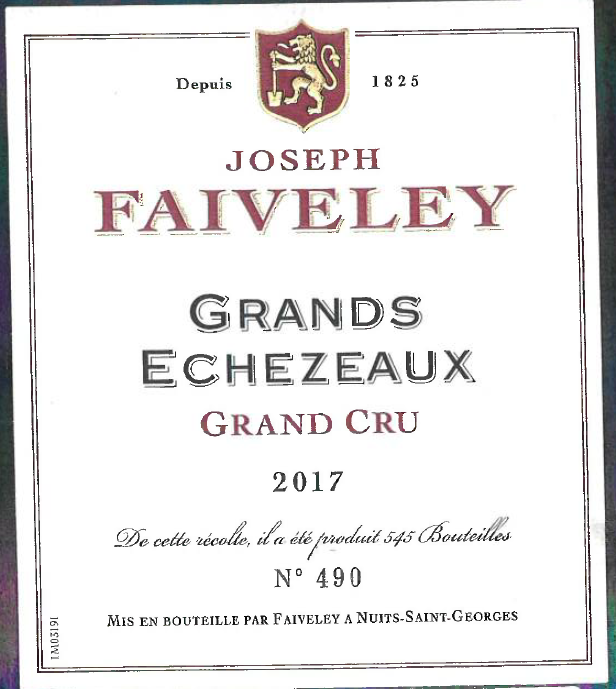 Depuis 1825
JOSEPH
FAIVELEY
GRANDS
ECHEZEAUX
GRAND CRU
2017
De cette récolte, il a été produit 545 Bouteilles
N° 490
MIS EN BOUTEILLE PAR FAIVELEY A NUITS-SAINT-GEORGES
1M03191